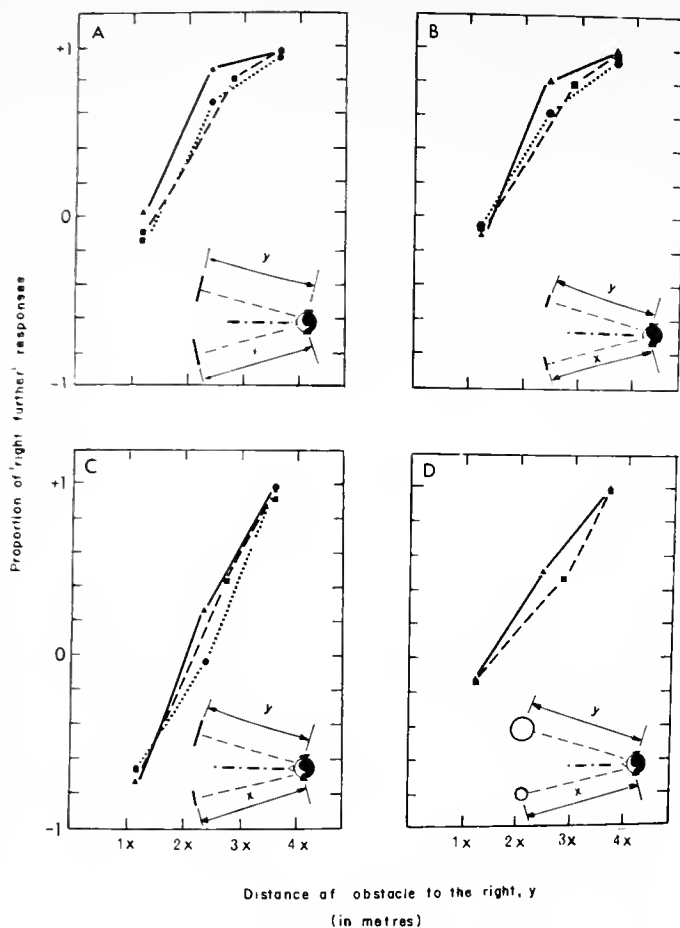 A
B
+1
0
-1
y
y
x
Proportion of 'right further' responses
C
D
+1
0
-1
y
x
y
x
1x 2x 3x 4x
1x 2x 3x 4x
Distance of obstacle to the right, y
(in metres)